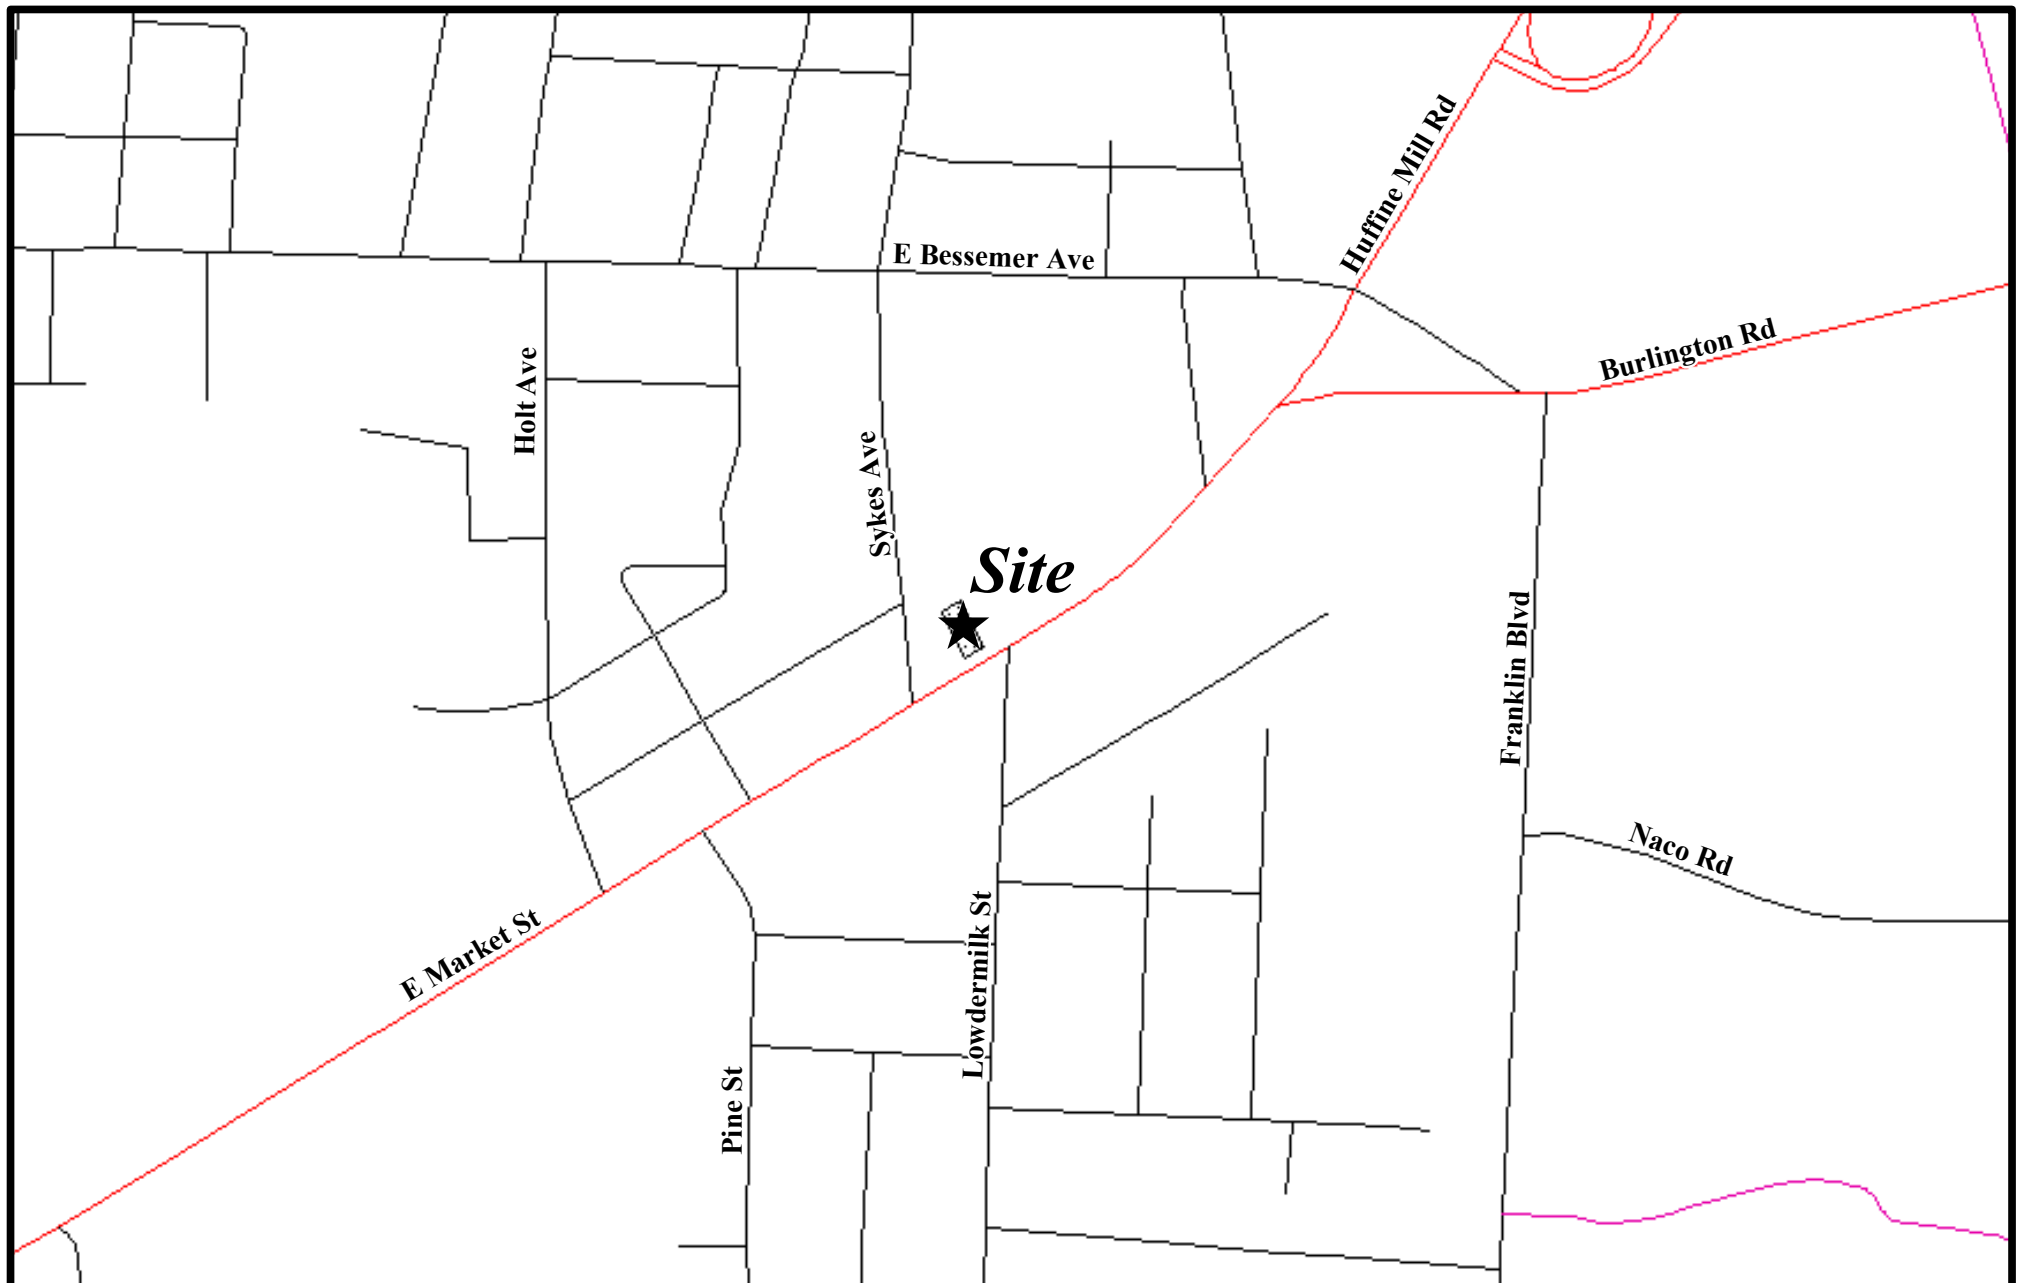 Huffine Mill Rd
E Bessemer Ave
Burlington Rd
Holt Ave
Sykes Ave
Site
Franklin Blvd
Naco Rd
E Market St
Lowdermilk St
Pine St